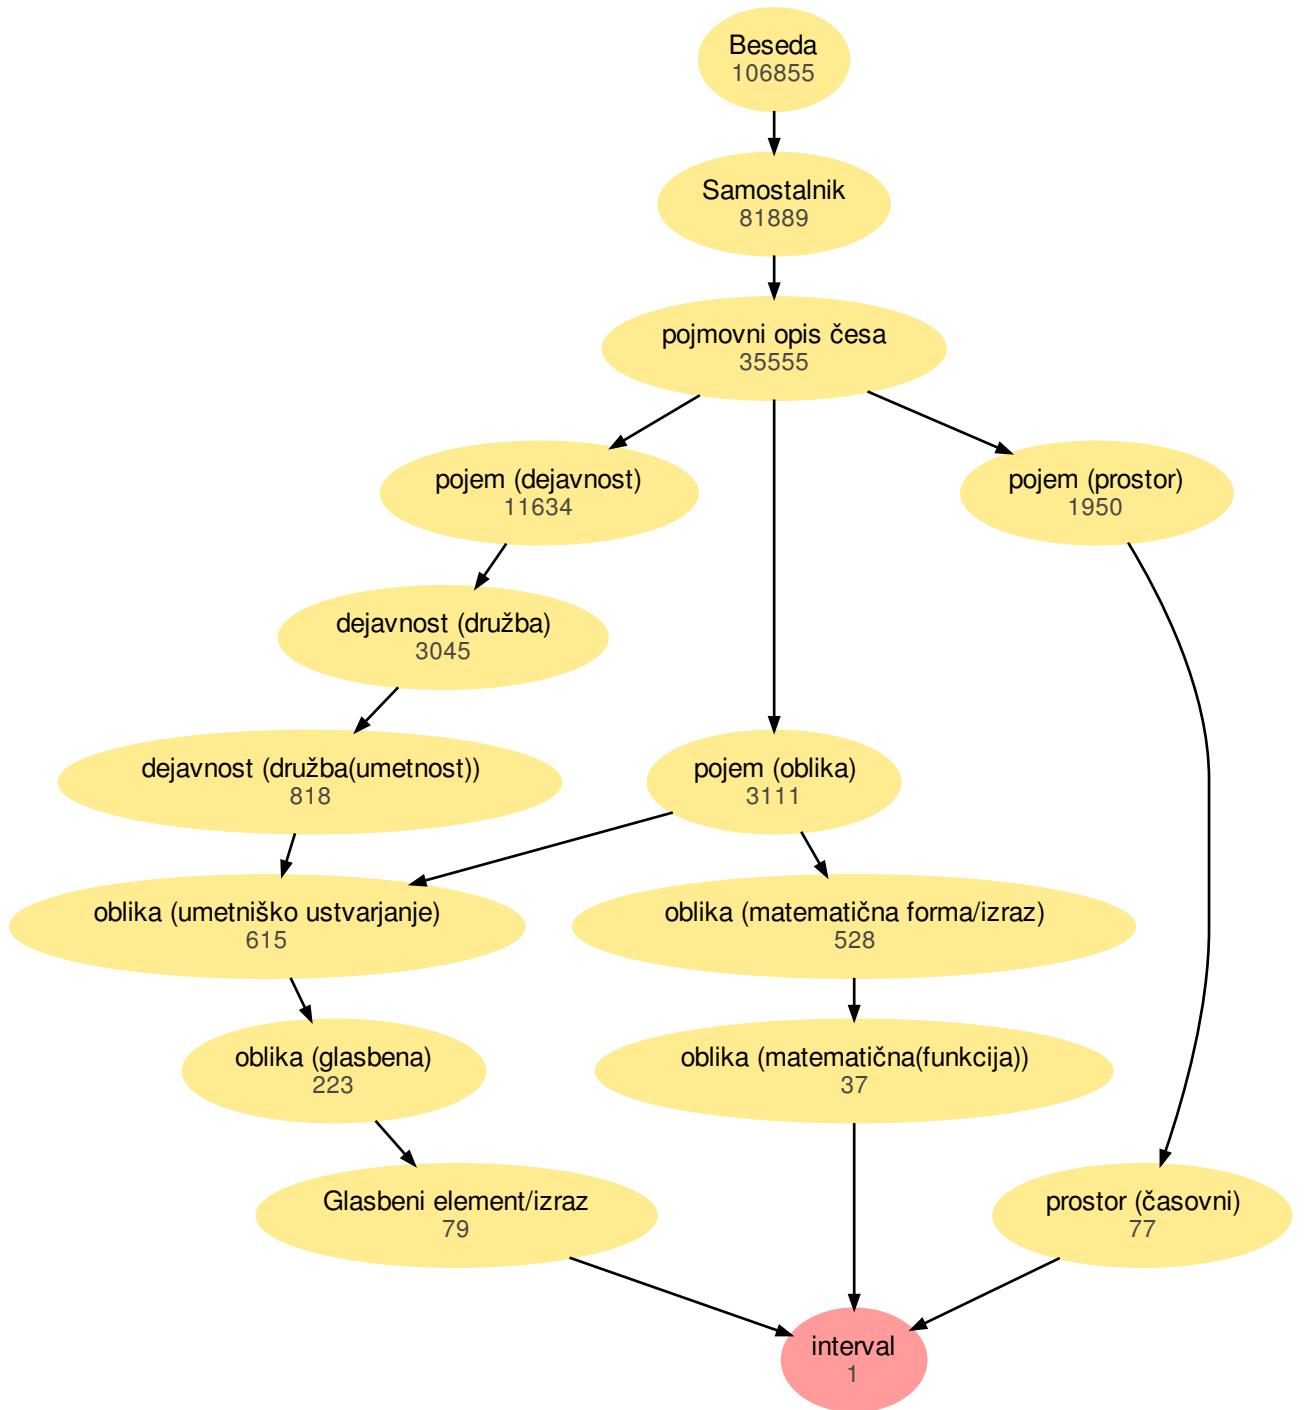 Beseda
106855
Samostalnik
81889
pojmovni opis česa
35555
pojem (dejavnost)
11634
pojem (prostor)
1950
dejavnost (družba)
3045
dejavnost (družba(umetnost))
818
pojem (oblika)
3111
oblika (umetniško ustvarjanje)
615
oblika (matematična forma/izraz)
528
oblika (glasbena)
223
oblika (matematična(funkcija))
37
Glasbeni element/izraz
79
prostor (časovni)
77
interval
1